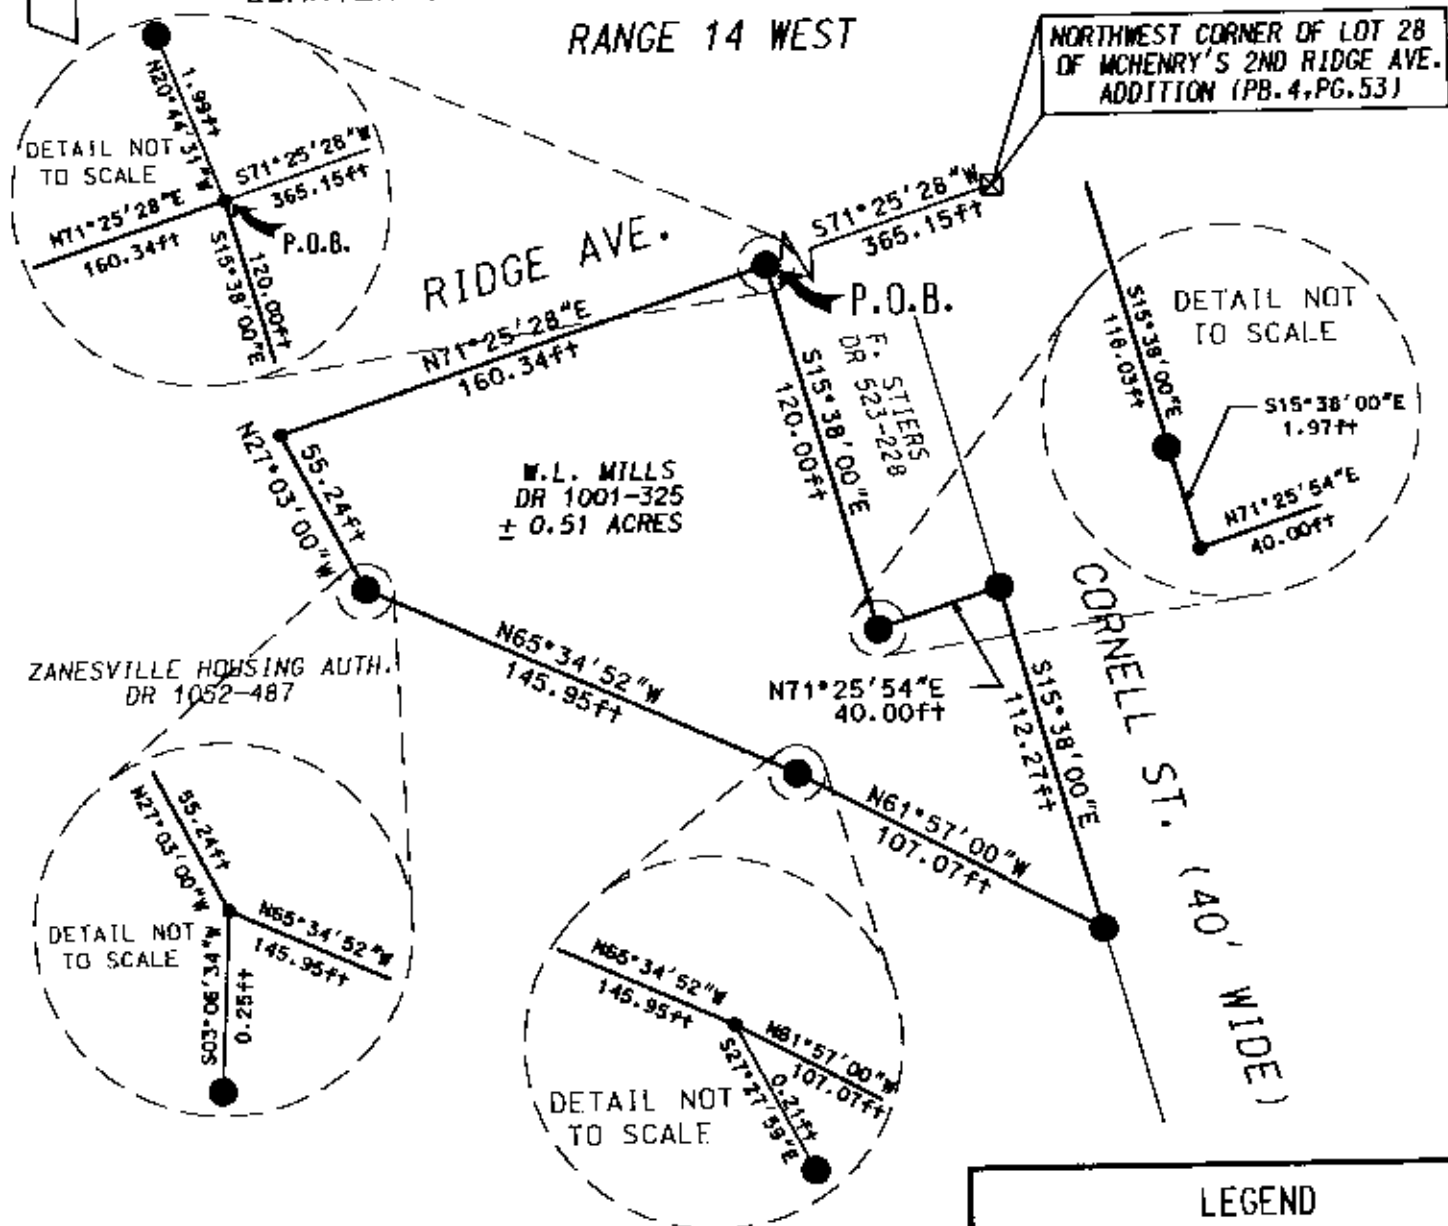 RANGE 14 WEST
NORTHWEST CORNER OF LOT 28
OF MCHENRY'S 2ND RIDGE AVE.
ADDITION (PB.4,PG.53)
N20°44'31"W
1.99ft
DETAIL NOT
TO SCALE
S71°25'28"W
365.15ft
N71°25'28"E
160.34ft
P.O.B.
S15°38'00"E
120.00ft
RIDGE AVE.
S71°25'28"W
365.15ft
P.O.B.
N71°25'28"E
160.34ft
F. STIERS
DR 523-228
S15°38'00"E
120.00ft
DETAIL NOT
TO SCALE
S15°38'00"E
118.03ft
S15°38'00"E
1.97ft
N71°25'54"E
40.00ft
55.24ft
N27°03'00"W
W.L. MILLS
DR 1001-325
± 0.51 ACRES
ZANESVILLE HOUSING AUTH.
DR 1052-487
N65°34'52"W
145.95ft
N71°25'54"E
40.00ft
S15°38'00"E
112.27ft
CORNELL ST. (40' WIDE)
N61°57'00"W
107.07ft
55.24ft
N27°03'00"W
DETAIL NOT
TO SCALE
N65°34'52"W
145.95ft
S03°06'34"W
0.25ft
N65°34'52"W
145.95ft
N61°57'00"W
107.07ft
S27°27'59"E
0.21ft
DETAIL NOT
TO SCALE
LEGEND